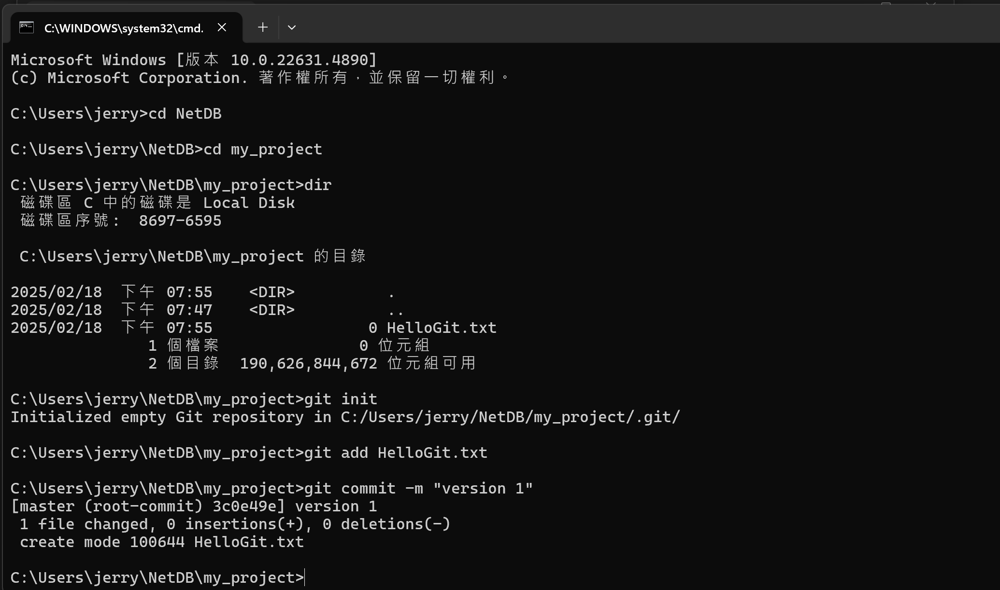 C:\WINDOWS\system32\cmd.
Microsoft Windows [版本 10.0.22631.4890]
(c) Microsoft Corporation. 著作權所有，並保留一切權利。
C:\Users\jerry>cd NetDB
C:\Users\jerry\NetDB>cd my_project
C:\Users\jerry\NetDB\my_project>dir
 磁碟區 C 中的磁碟是 Local Disk
 磁碟區序號:  8697-6595
 C:\Users\jerry\NetDB\my_project 的目錄
2025/02/18  下午 07:55    <DIR>          .
2025/02/18  下午 07:47    <DIR>          ..
2025/02/18  下午 07:55                 0 HelloGit.txt
               1 個檔案               0 位元組
               2 個目錄  190,626,844,672 位元組可用
C:\Users\jerry\NetDB\my_project>git init
Initialized empty Git repository in C:/Users/jerry/NetDB/my_project/.git/
C:\Users\jerry\NetDB\my_project>git add HelloGit.txt
C:\Users\jerry\NetDB\my_project>git commit -m "version 1"
[master (root-commit) 3c0e49e] version 1
 1 file changed, 0 insertions(+), 0 deletions(-)
 create mode 100644 HelloGit.txt
C:\Users\jerry\NetDB\my_project>